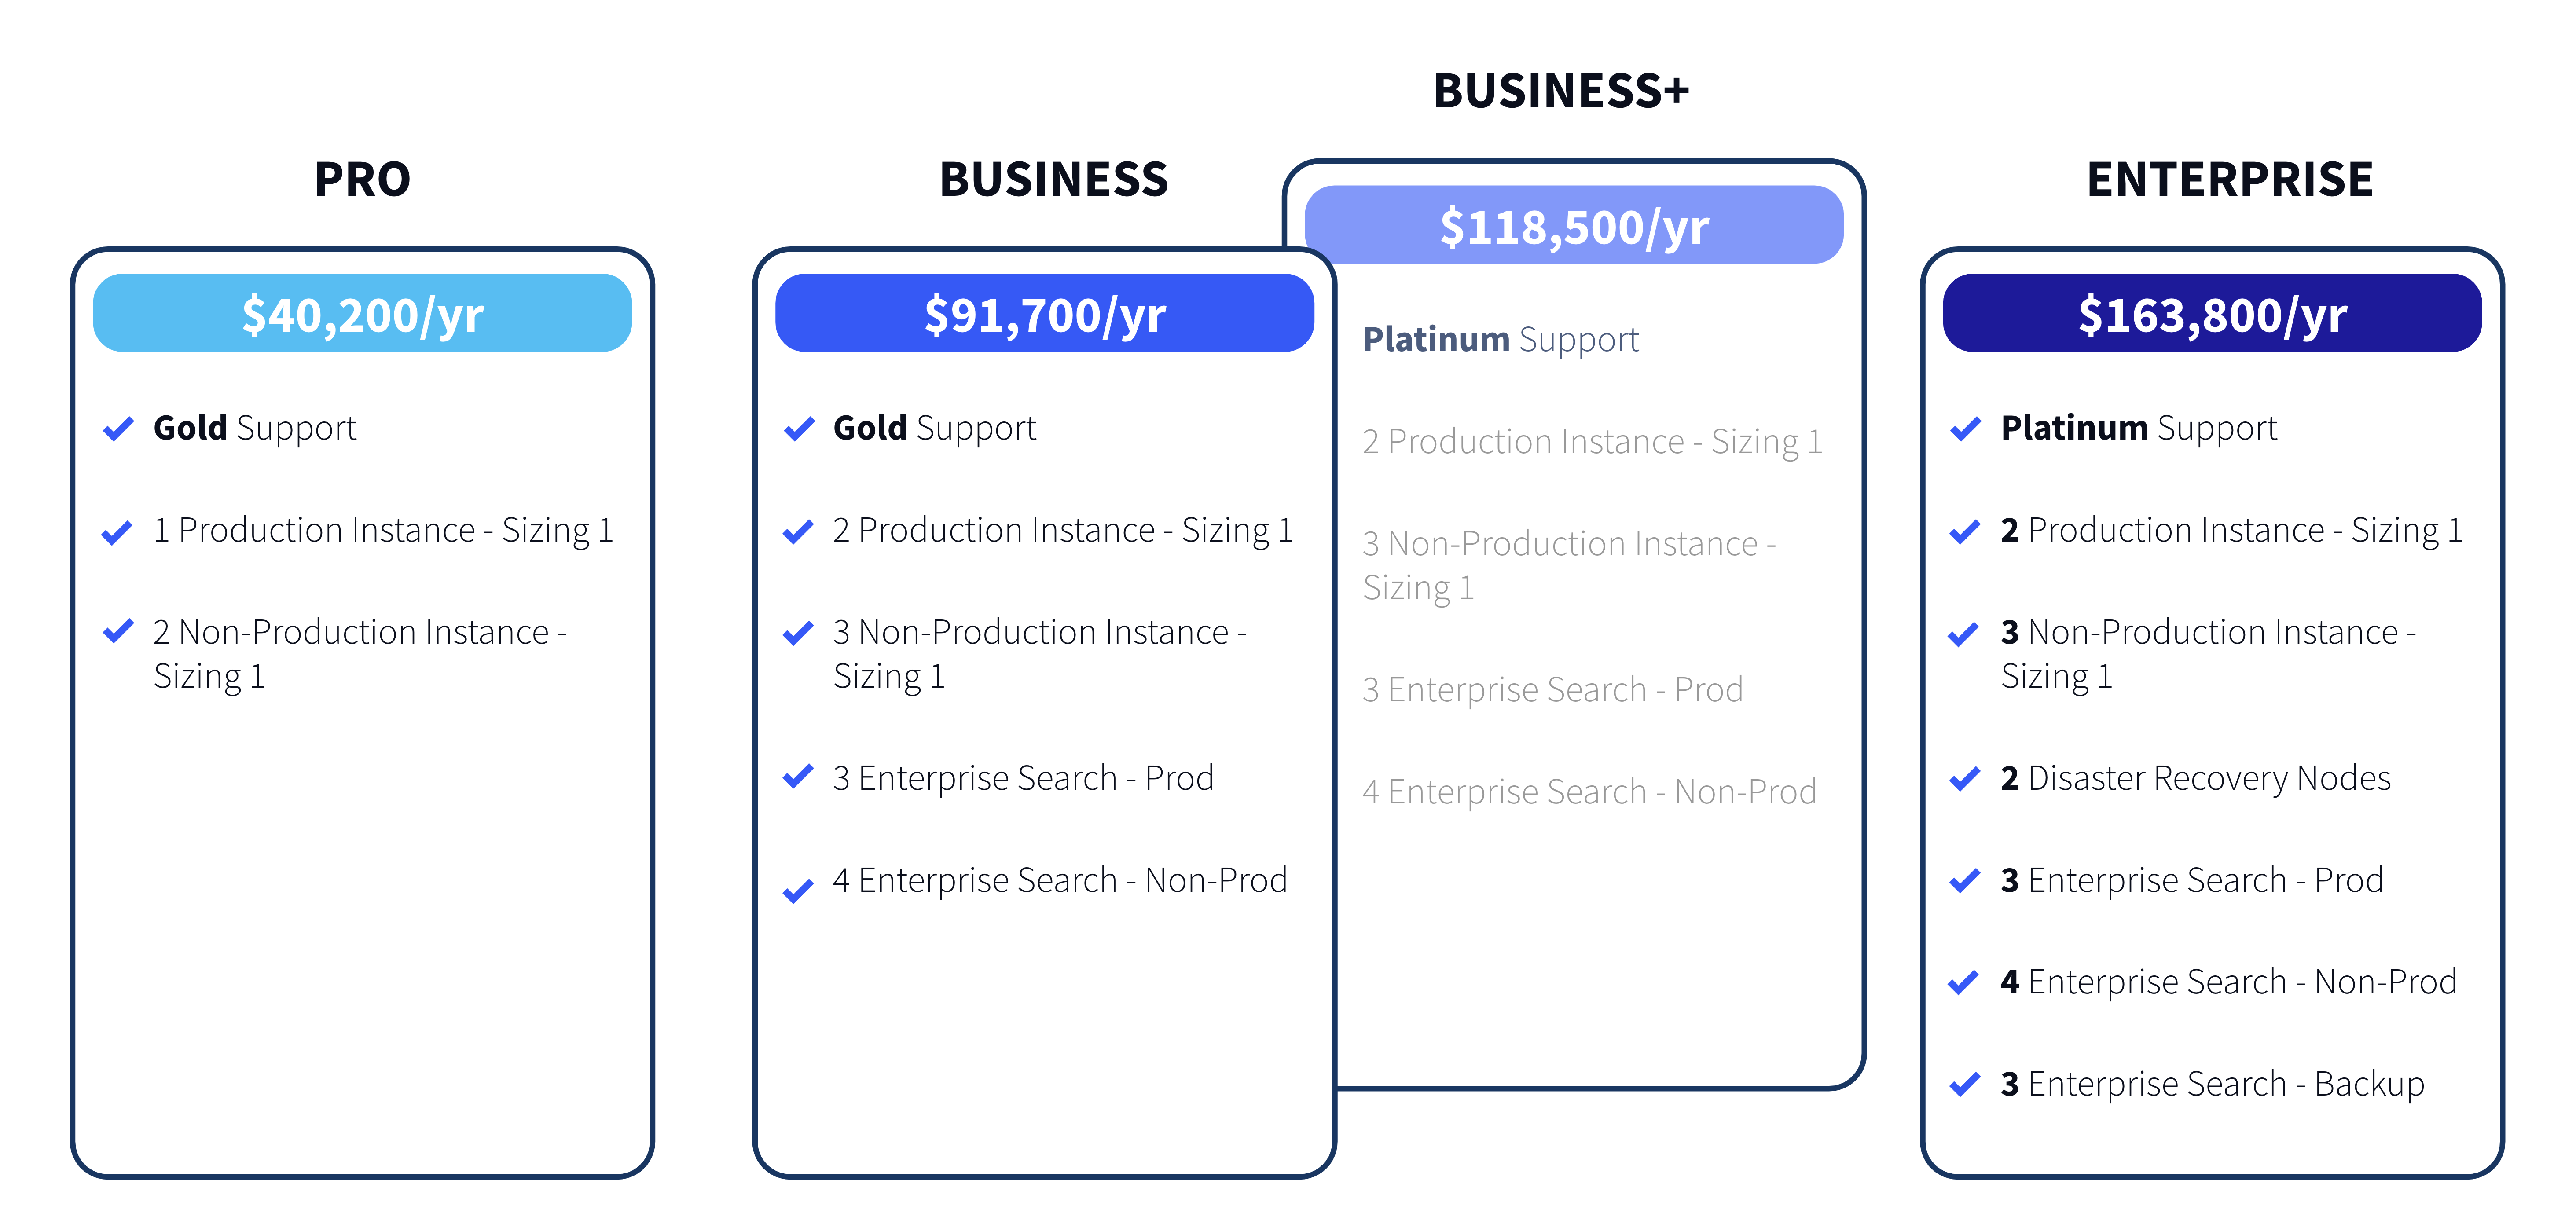 PRO
$40,200/yr
Gold Support
1 Production Instance - Sizing 1
2 Non-Production Instance -
Sizing 1
BUSINESS
$91,700/yr
Gold Support
2 Production Instance - Sizing 1
3 Non-Production Instance -
Sizing 1
3 Enterprise Search - Prod
4 Enterprise Search - Non-Prod
BUSINESS+
$118,500/yr
Platinum Support
2 Production Instance - Sizing 1
3 Non-Production Instance -
Sizing 1
3 Enterprise Search - Prod
4 Enterprise Search - Non-Prod
ENTERPRISE
$163,800/yr
Platinum Support
2 Production Instance - Sizing 1
3 Non-Production Instance -
Sizing 1
2 Disaster Recovery Nodes
3 Enterprise Search - Prod
4 Enterprise Search - Non-Prod
3 Enterprise Search - Backup